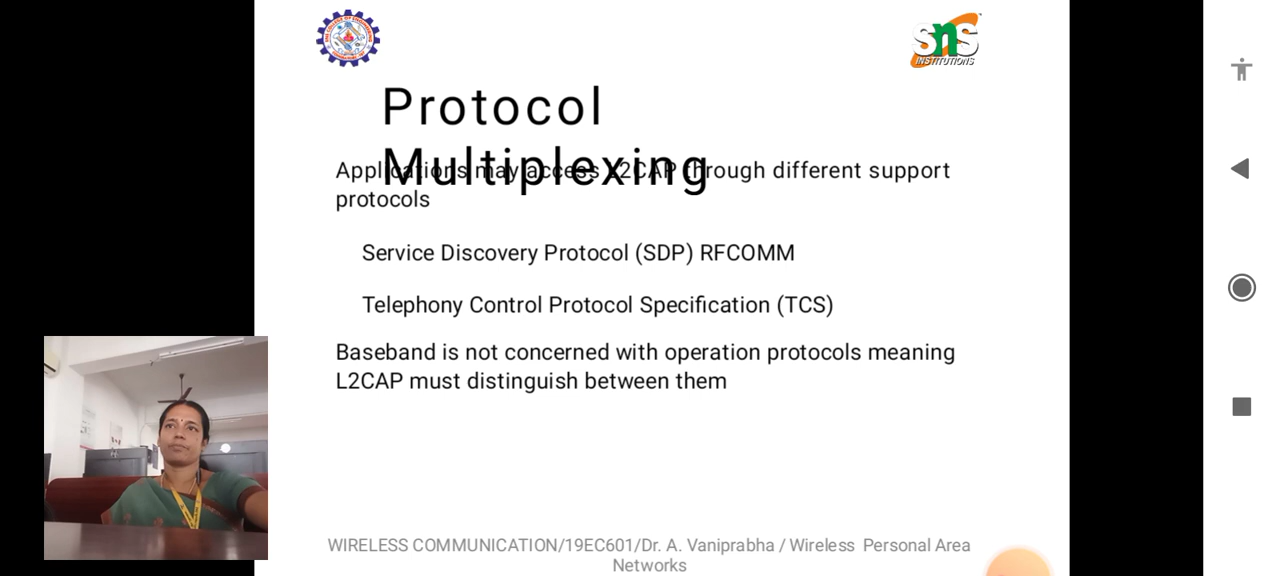 SNS
INSTITUTIONS
Protocol
Multiplexing
Applications may access L2CAP through different support
protocols
Service Discovery Protocol (SDP) RFCOMM
Telephony Control Protocol Specification (TCS)
Baseband is not concerned with operation protocols meaning
L2CAP must distinguish between them
WIRELESS COMMUNICATION/19EC601/Dr. A. Vaniprabha / Wireless Personal Area
Networks